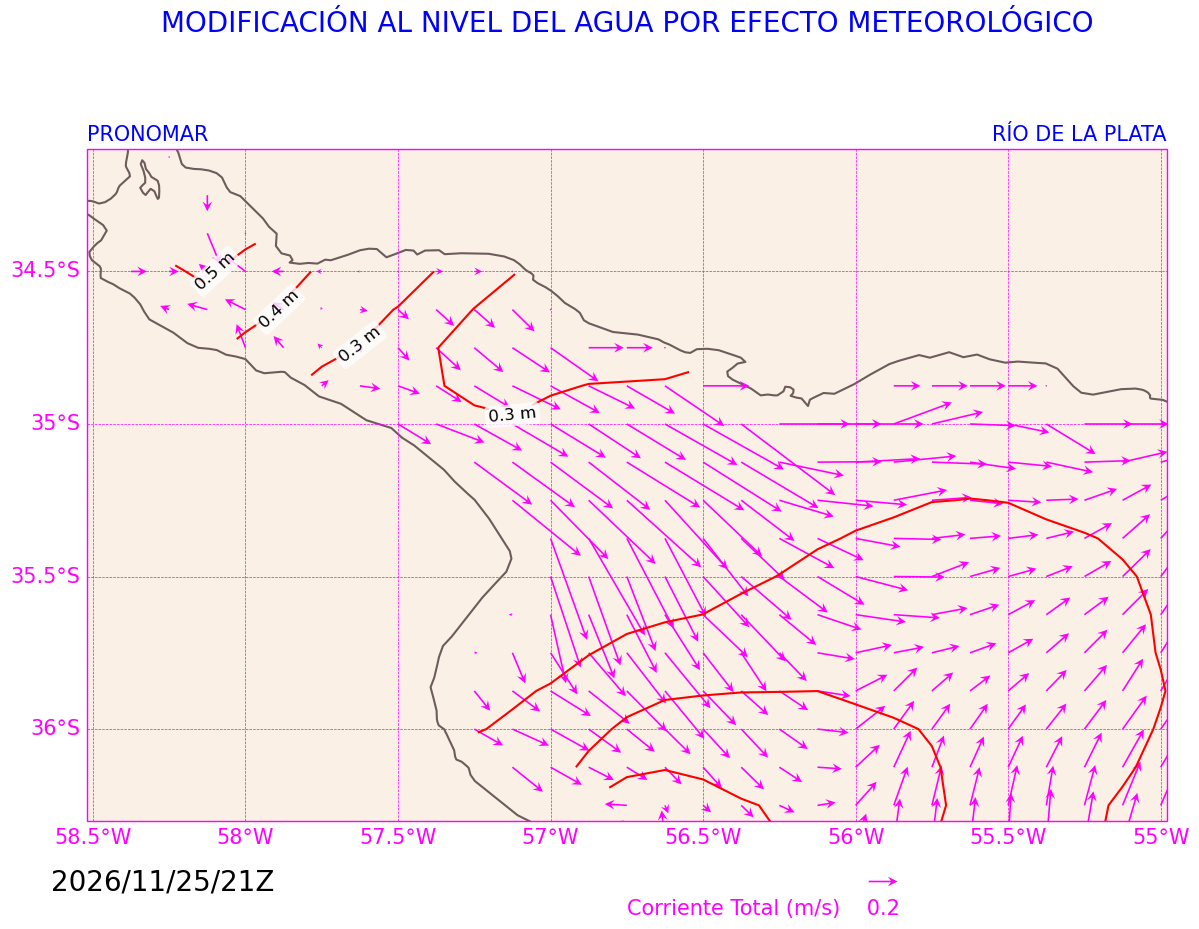 MODIFICACIÓN AL NIVEL DEL AGUA POR EFECTO METEOROLÓGICO
PRONOMAR
RÍO DE LA PLATA
34.5°S
35°S
35.5°S
36°S
0.5 m
0.4 m
0.3 m
0.3 m
58.5°W
58°W
57.5°W
57°W
56.5°W
56°W
55.5°W
55°W
2026/11/25/21Z
Corriente Total (m/s)
0.2